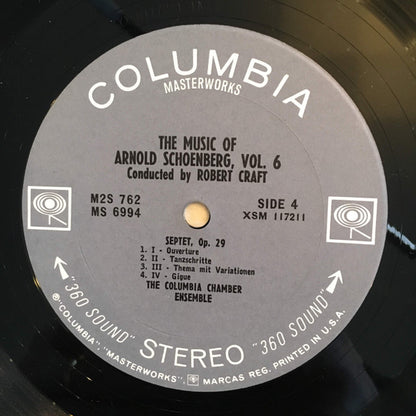 COLUMBIA
MASTERWORKS
THE MUSIC OF
ARNOLD SCHOENBERG, VOL. 6
Conducted by ROBERT CRAFT
M2S 762
MS 6994
SIDE 4
XSM 117211
SEPTET, Op. 29
1. I - Ouverture
2. II - Tanzschritte
3. III - Thema mit Variationen
4. IV - Gigue
THE COLUMBIA CHAMBER
ENSEMBLE
"360 SOUND" STEREO "360 SOUND"
℗ "COLUMBIA", "MASTERWORKS", MARCAS REG. PRINTED IN U.S.A.